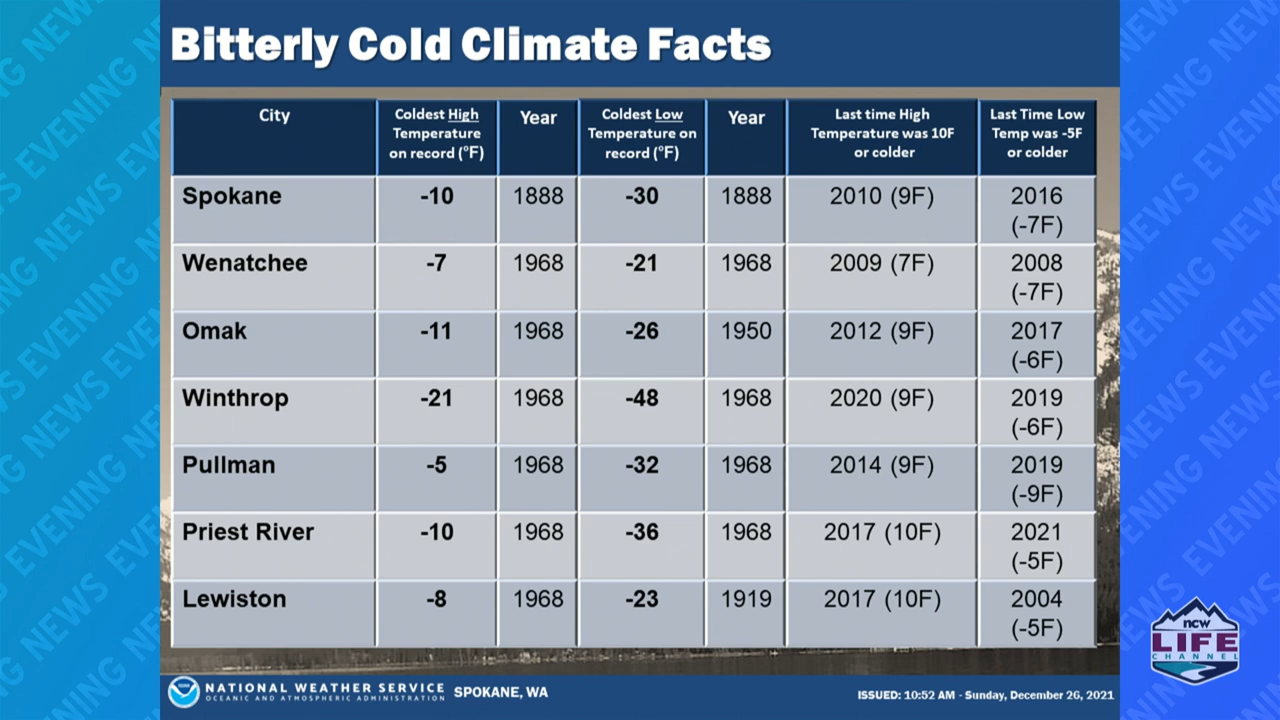 Bitterly Cold Climate Facts
City
Coldest High
Temperature
on record (°F)
Year
Coldest Low
Temperature on
record (°F)
Year
Last time High
Temperature was 10F
or colder
Last Time Low
Temp was -5F
or colder
Spokane -10 1888 -30 1888 2010 (9F) 2016
(-7F)
Wenatchee -7 1968 -21 1968 2009 (7F) 2008
(-7F)
Omak -11 1968 -26 1950 2012 (9F) 2017
(-6F)
Winthrop -21 1968 -48 1968 2020 (9F) 2019
(-6F)
Pullman -5 1968 -32 1968 2014 (9F) 2019
(-9F)
Priest River -10 1968 -36 1968 2017 (10F) 2021
(-5F)
Lewiston -8 1968 -23 1919 2017 (10F) 2004
(-5F)
NATIONAL WEATHER SERVICE
OCEANIC AND ATMOSPHERIC ADMINISTRATION
SPOKANE, WA
ISSUED: 10:52 AM - Sunday, December 26, 2021
ncw
LIFE
CHANNEL
EVENING NEWS